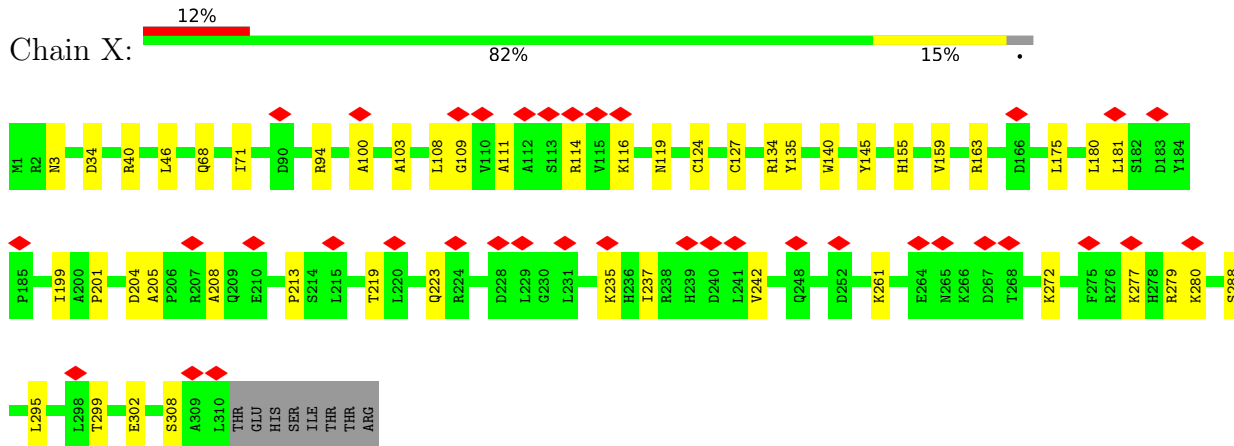 12%
Chain X:
82% 15% •
M1 R2 N3 D34 R40 L46 Q68 I71 D90 R94 A100 A103 L108 G109 V110 A111 A112 S113 R114 V115 K116 N119 C124 C127 R134 Y135 W140 Y145 H155 V159 R163 D166 L175 L180 L181 S182 D183 Y184
P185 I199 A200 P201 D204 A205 P206 R207 A208 Q209 E210 P213 S214 L215 T219 L220 Q223 R224 D228 L229 G230 L231 K235 H236 I237 R238 H239 D240 L241 V242 Q248 D252 K261 E264 N265 K266 D267 T268 K272 F275 R276 K277 H278 R279 K280 S288
L295 L298 T299 E302 S308 A309 L310 THR GLU HIS SER ILE THR THR ARG